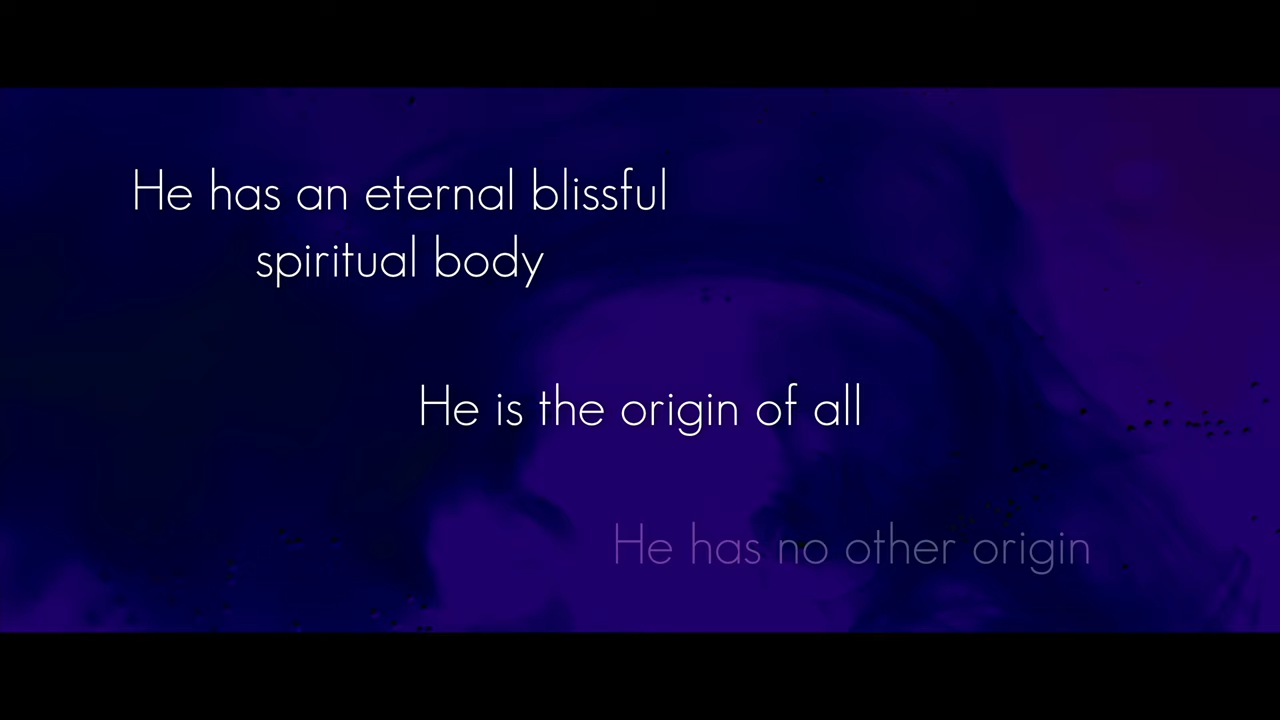 He has an eternal blissful
spiritual body
He is the origin of all
He has no other origin